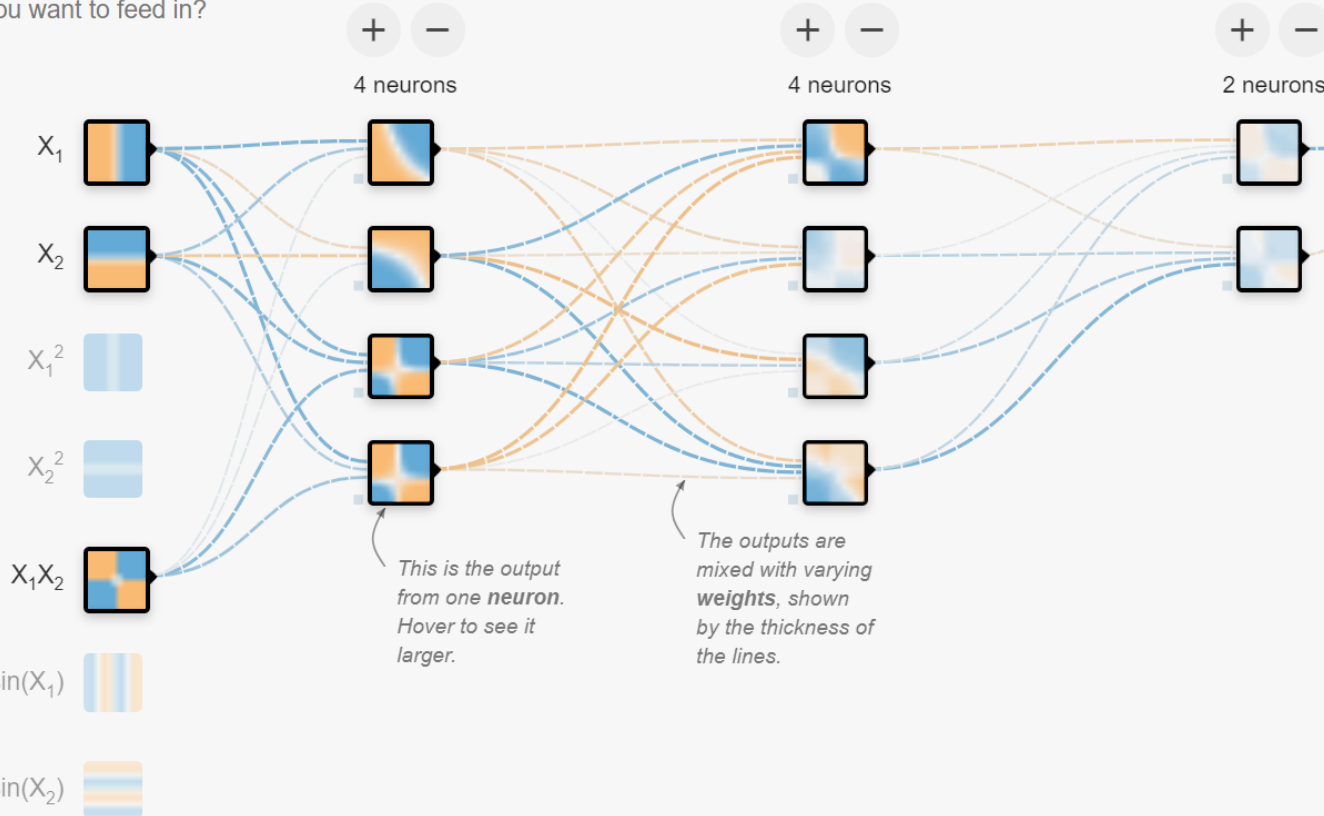 ou want to feed in?
+ − + − + −
4 neurons 4 neurons 2 neurons
X₁
X₂
X₁²
X₂²
X₁X₂
in(X₁)
in(X₂)
This is the output
from one neuron.
Hover to see it
larger.
The outputs are
mixed with varying
weights, shown
by the thickness of
the lines.